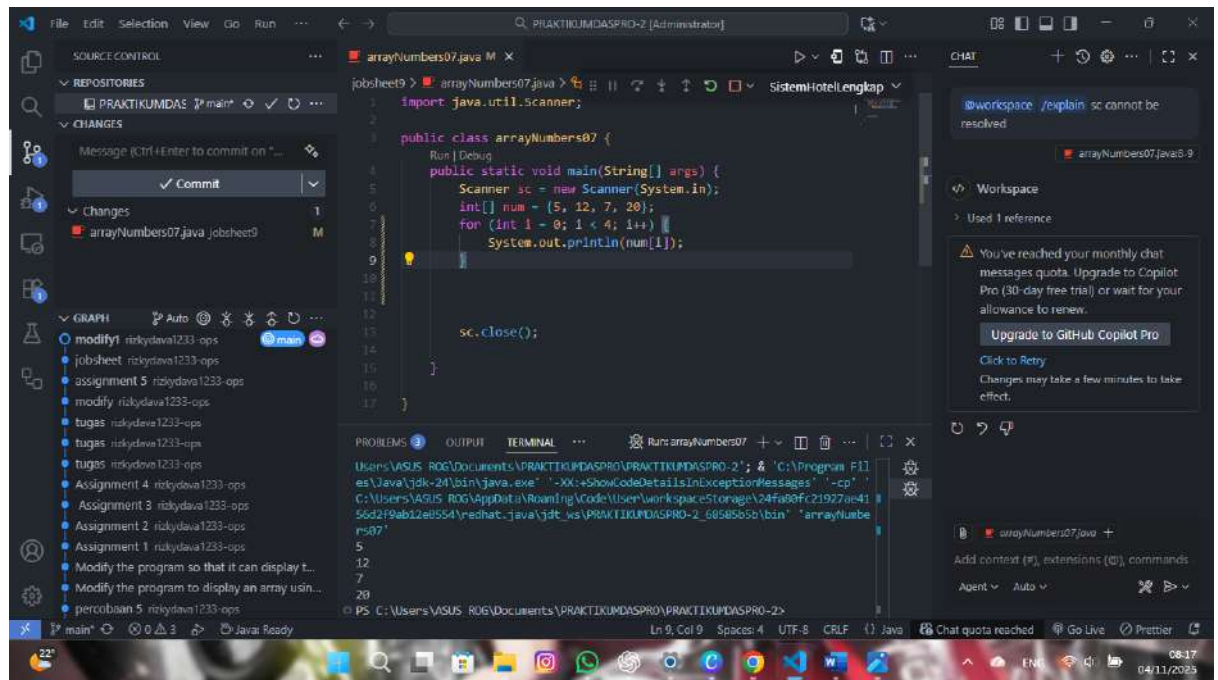 File Edit Selection View Go Run ...
PRAKTIKUMDASPRO-2 [Administrator]
SOURCE CONTROL
REPOSITORIES
PRAKTIKUMDAS main*
CHANGES
Message (Ctrl+Enter to commit on "...
Commit
Changes 1
arrayNumbers07.java jobsheet9 M
GRAPH Auto
modify1 rizkydava1233-ops main
jobsheet rizkydava1233-ops
assignment 5 rizkydava1233-ops
modify rizkydava1233-ops
tugas rizkydava1233-ops
tugas rizkydava1233-ops
tugas rizkydava1233-ops
Assignment 4 rizkydava1233-ops
Assignment 3 rizkydava1233-ops
Assignment 2 rizkydava1233-ops
Assignment 1 rizkydava1233-ops
Modify the program so that it can display t...
Modify the program to display an array usin...
percobaan 5 rizkydava1233-ops
arrayNumbers07.java M
jobsheet9 > arrayNumbers07.java >
SistemHotelLengkap
1 import java.util.Scanner;
2
3 public class arrayNumbers07 {
Run | Debug
4 public static void main(String[] args) {
5 Scanner sc = new Scanner(System.in);
6 int[] num = {5, 12, 7, 20};
7 for (int i = 0; i < 4; i++) {
8 System.out.println(num[i]);
9 }
10
11
12
13 sc.close();
14
15 }
16
17 }
PROBLEMS 3 OUTPUT TERMINAL ... Run: arrayNumbers07
Users\ASUS ROG\Documents\PRAKTIKUMDASPRO\PRAKTIKUMDASPRO-2'; & 'C:\Program Fil
es\Java\jdk-24\bin\java.exe' '-XX:+ShowCodeDetailsInExceptionMessages' '-cp' '
C:\Users\ASUS ROG\AppData\Roaming\Code\User\workspaceStorage\24fa80fc21927ae41
56d2f9ab12e0554\redhat.java\jdt_ws\PRAKTIKUMDASPRO-2_60585b5b\bin' 'arrayNumbe
rs07'
5
12
7
20
PS C:\Users\ASUS ROG\Documents\PRAKTIKUMDASPRO\PRAKTIKUMDASPRO-2>
CHAT
@workspace /explain sc cannot be
resolved
arrayNumbers07.java:8-9
Workspace
Used 1 reference
You've reached your monthly chat
messages quota. Upgrade to Copilot
Pro (30-day free trial) or wait for your
allowance to renew.
Upgrade to GitHub Copilot Pro
Click to Retry
Changes may take a few minutes to take
effect.
arrayNumbers07.java +
Add context (#), extensions (@), commands
Agent Auto
main* 0 3 Java: Ready
Ln 9, Col 9 Spaces: 4 UTF-8 CRLF {} Java Chat quota reached Go Live Prettier
22°
ENG
08:17
04/11/2025